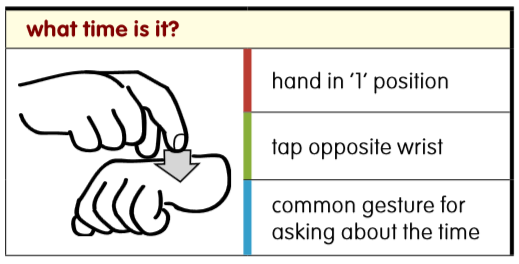 what time is it?
hand in ‘1’ position
tap opposite wrist
common gesture for
asking about the time